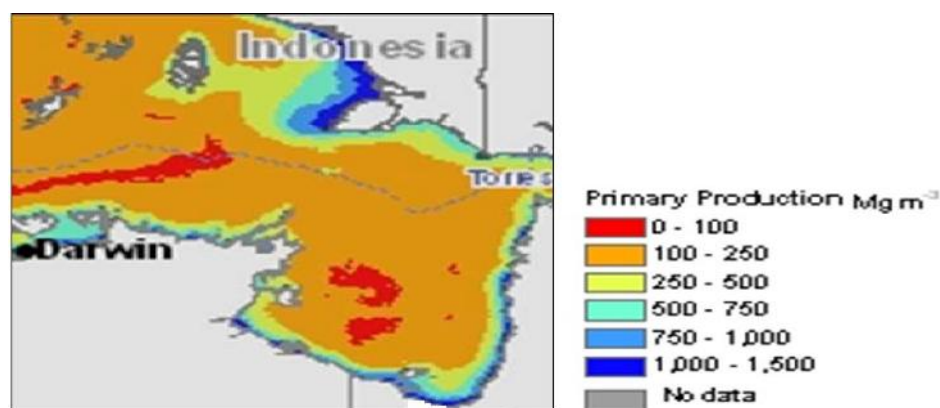 Indonesia
Torres
Darwin
Primary Production Mg m-3
0 - 100
100 - 250
250 - 500
500 - 750
750 - 1,000
1,000 - 1,500
No data